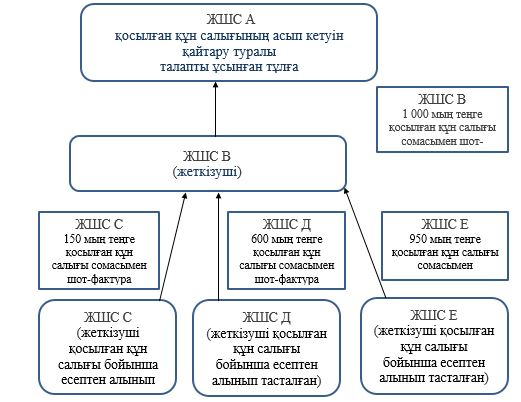 ЖШС А
қосылған құн салығының асып кетуін
қайтару туралы
талапты ұсынған тұлға
ЖШС В
1 000 мың теңге
қосылған құн салығы
сомасымен шот-
ЖШС В
(жеткізуші)
ЖШС С
150 мың теңге
қосылған құн
салығы сомасымен
шот-фактура
ЖШС Д
600 мың теңге
қосылған құн
салығы сомасымен
шот-фактура
ЖШС Е
950 мың теңге
қосылған құн салығы
сомасымен
ЖШС С
(жеткізуші
қосылған құн
салығы бойынша
есептен алынып
ЖШС Д
(жеткізуші қосылған
құн салығы
бойынша есептен
алынып тасталған)
ЖШС Е
(жеткізуші қосылған
құн салығы
бойынша есептен
алынып тасталған)